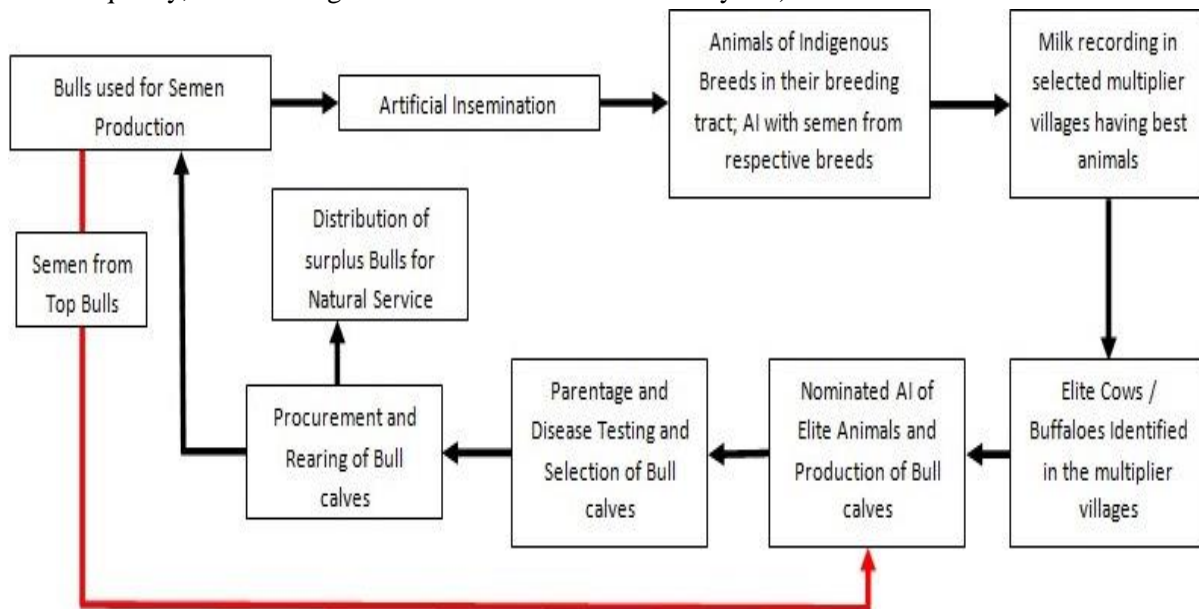 Bulls used for Semen
Production
Artificial Insemination
Animals of Indigenous
Breeds in their breeding
tract; AI with semen from
respective breeds
Milk recording in
selected multiplier
villages having best
animals
Semen from
Top Bulls
Distribution of
surplus Bulls for
Natural Service
Procurement and
Rearing of Bull
calves
Parentage and
Disease Testing and
Selection of Bull
calves
Nominated AI of
Elite Animals and
Production of Bull
calves
Elite Cows /
Buffaloes Identified
in the multiplier
villages